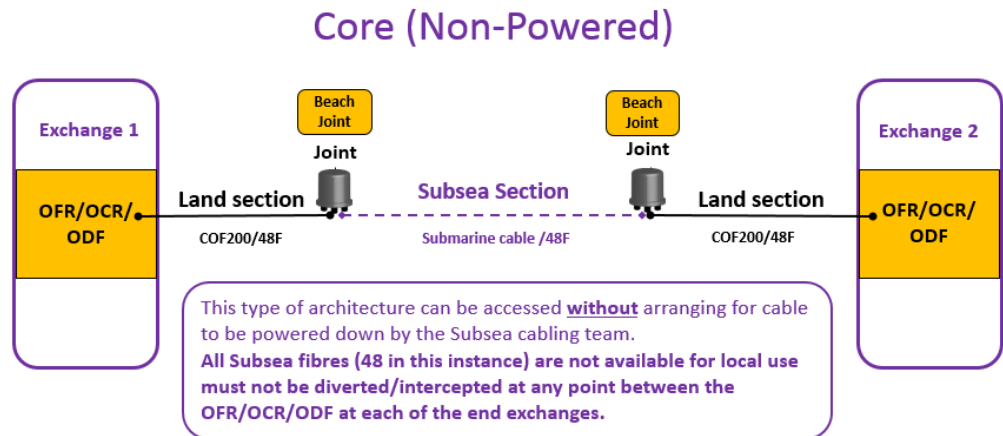 Core (Non-Powered)
Exchange 1
Beach
Joint
Joint
Beach
Joint
Joint
Exchange 2
OFR/OCR/
ODF
Land section
COF200/48F
Subsea Section
Submarine cable /48F
Land section
COF200/48F
OFR/OCR/
ODF
This type of architecture can be accessed without arranging for cable
to be powered down by the Subsea cabling team.
All Subsea fibres (48 in this instance) are not available for local use
must not be diverted/intercepted at any point between the
OFR/OCR/ODF at each of the end exchanges.